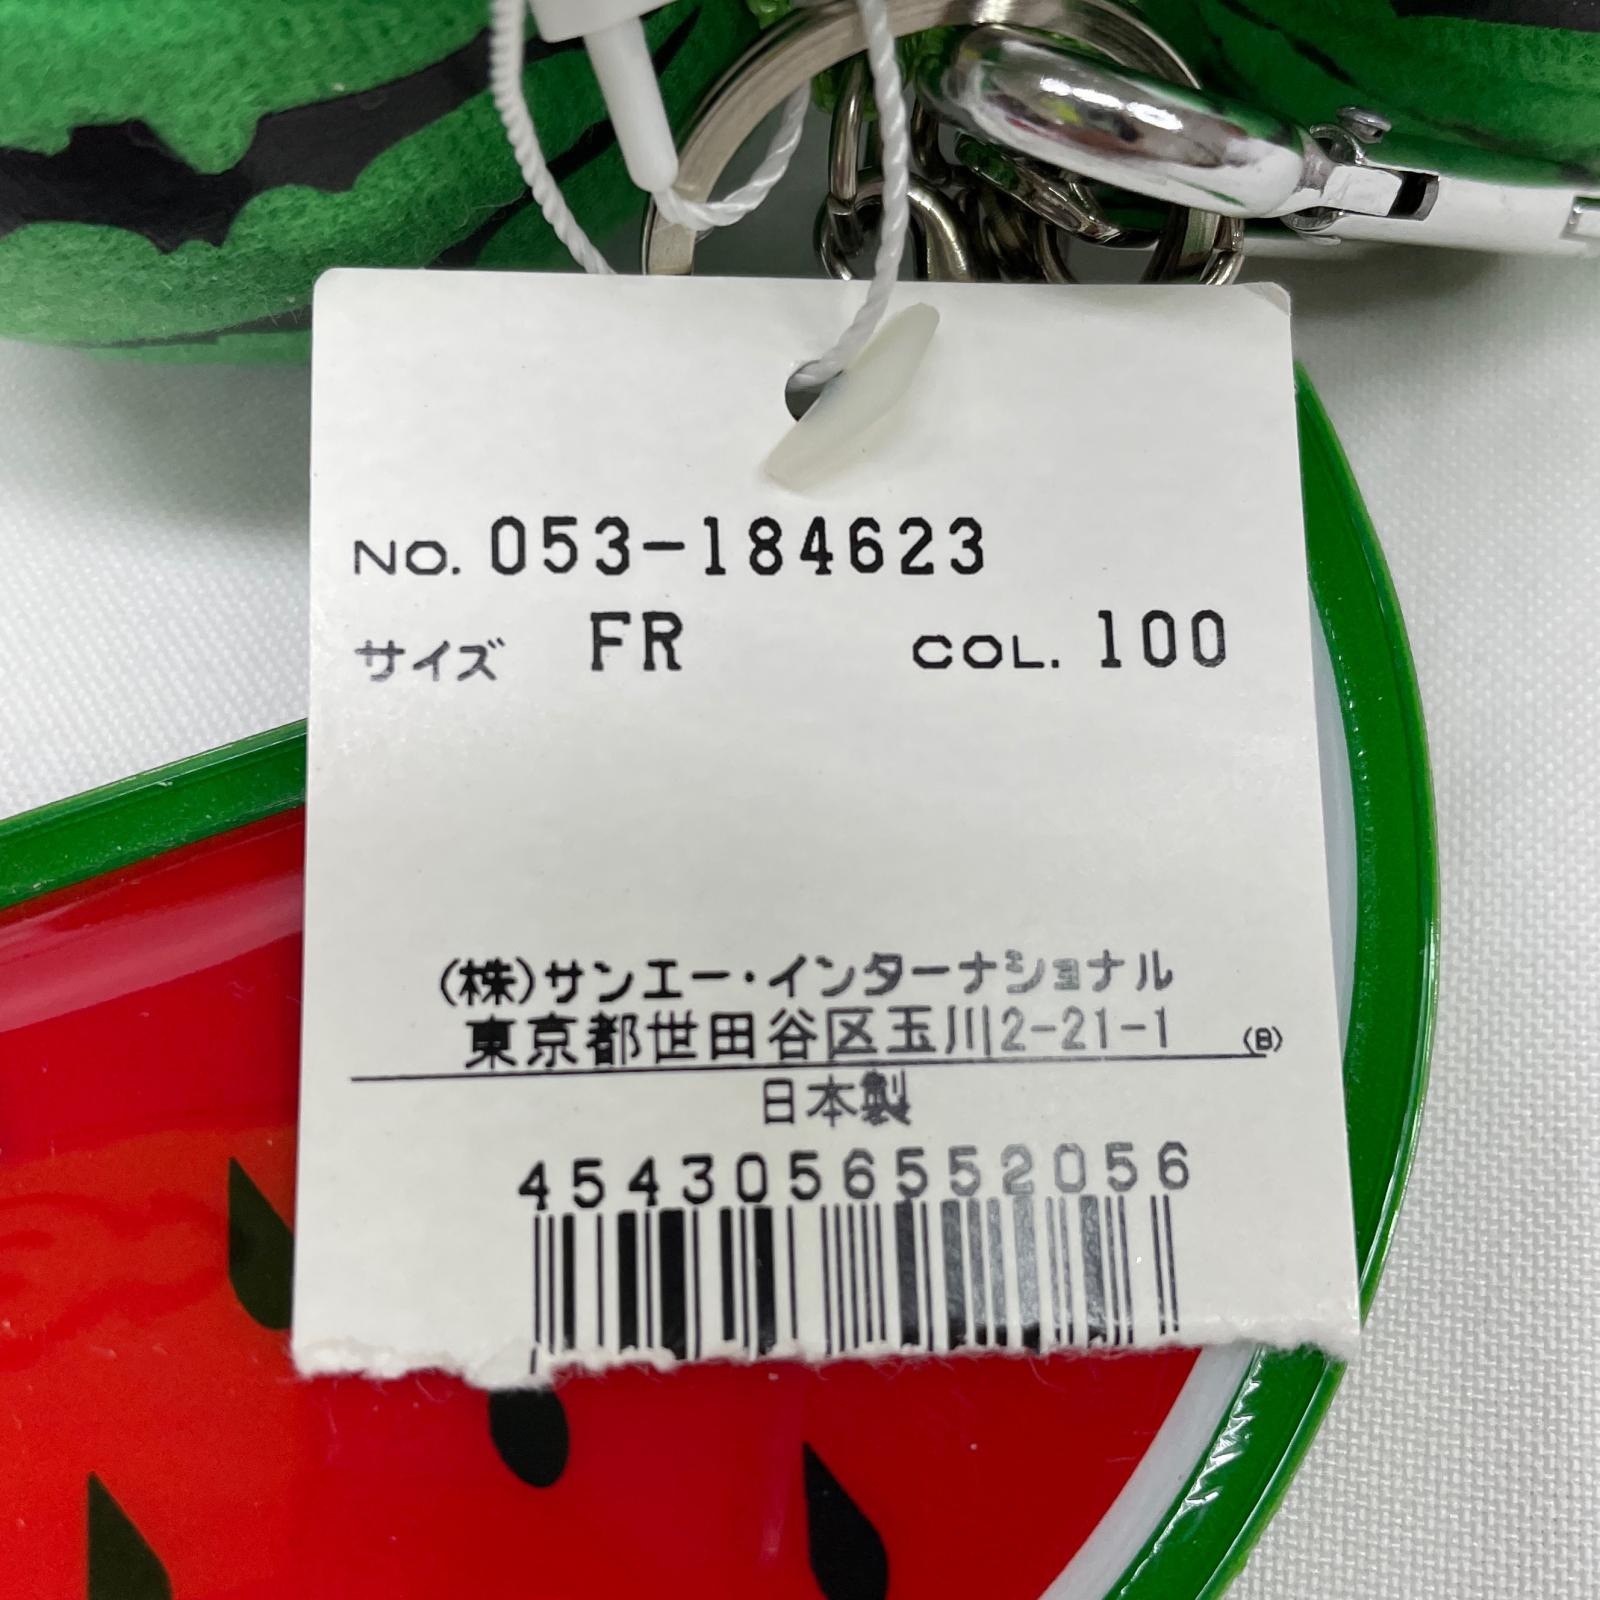 NO. 053-184623
サイズ FR COL. 100
(株)サンエー・インターナショナル
東京都世田谷区玉川2-21-1 (B)
日本製
4543056552056